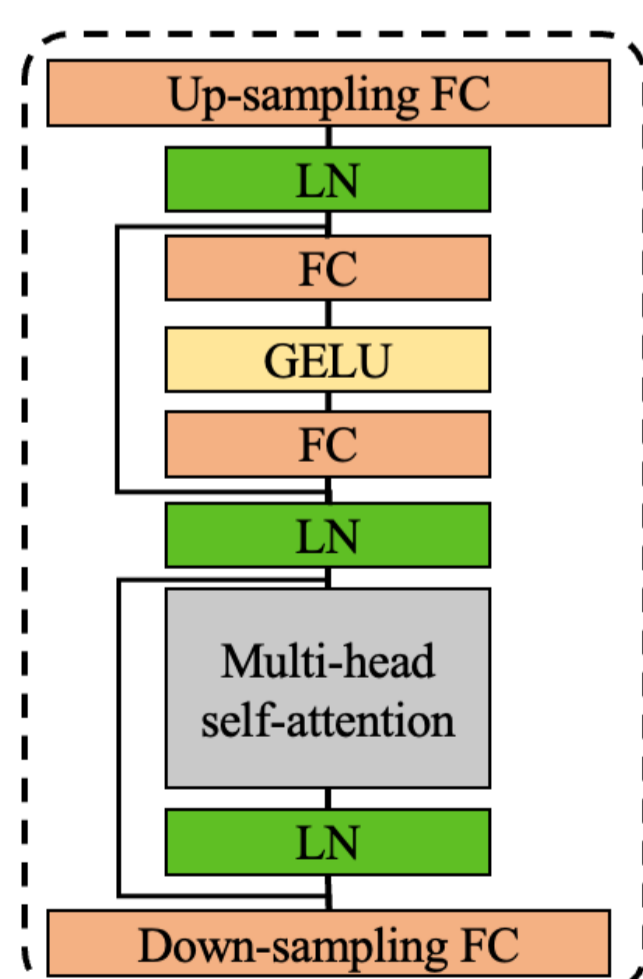 Up-sampling FC
LN
FC
GELU
FC
LN
Multi-head
self-attention
LN
Down-sampling FC